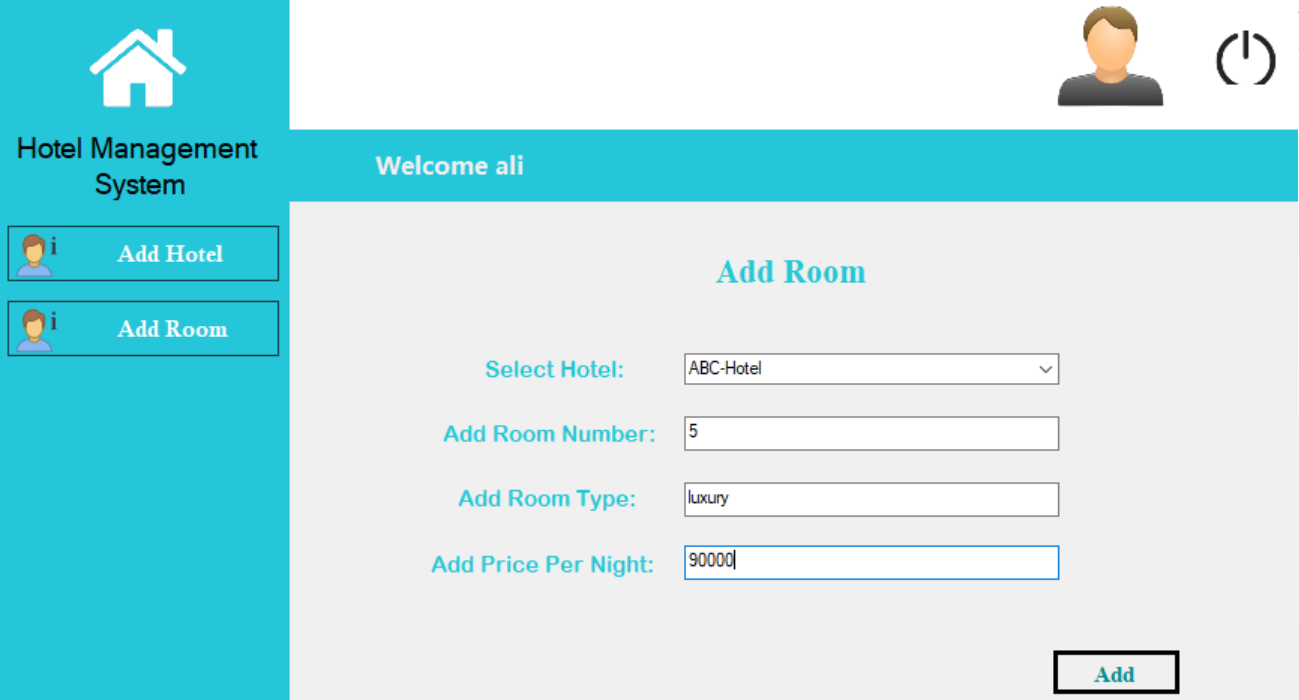 Hotel Management
System
Welcome ali
i Add Hotel
i Add Room
Add Room
Select Hotel: ABC-Hotel
Add Room Number: 5
Add Room Type: luxury
Add Price Per Night: 90000
Add